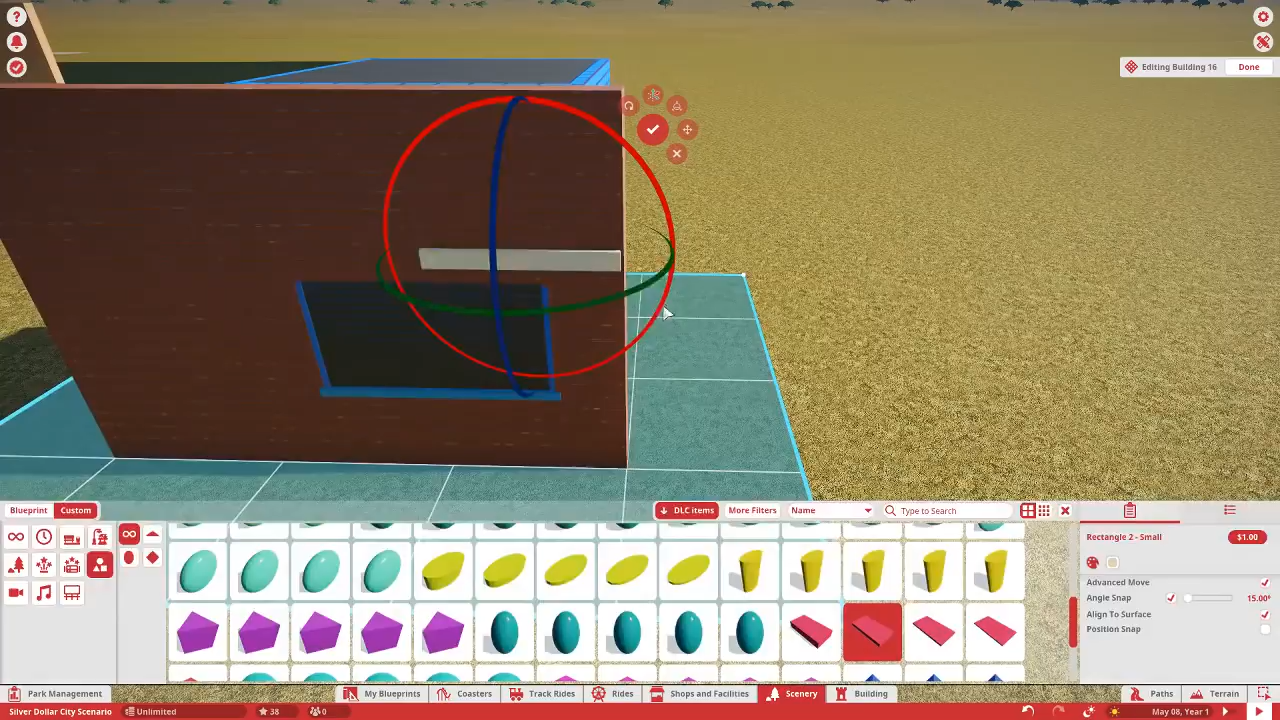 Editing Building 16
Done
Blueprint
Custom
DLC items
More Filters
Name
Type to Search
Rectangle 2 - Small
$1.00
Advanced Move
Angle Snap
15.00°
Align To Surface
Position Snap
Park Management
My Blueprints
Coasters
Track Rides
Rides
Shops and Facilities
Scenery
Building
Paths
Terrain
Silver Dollar City Scenario
Unlimited
38
0
May 08, Year 1